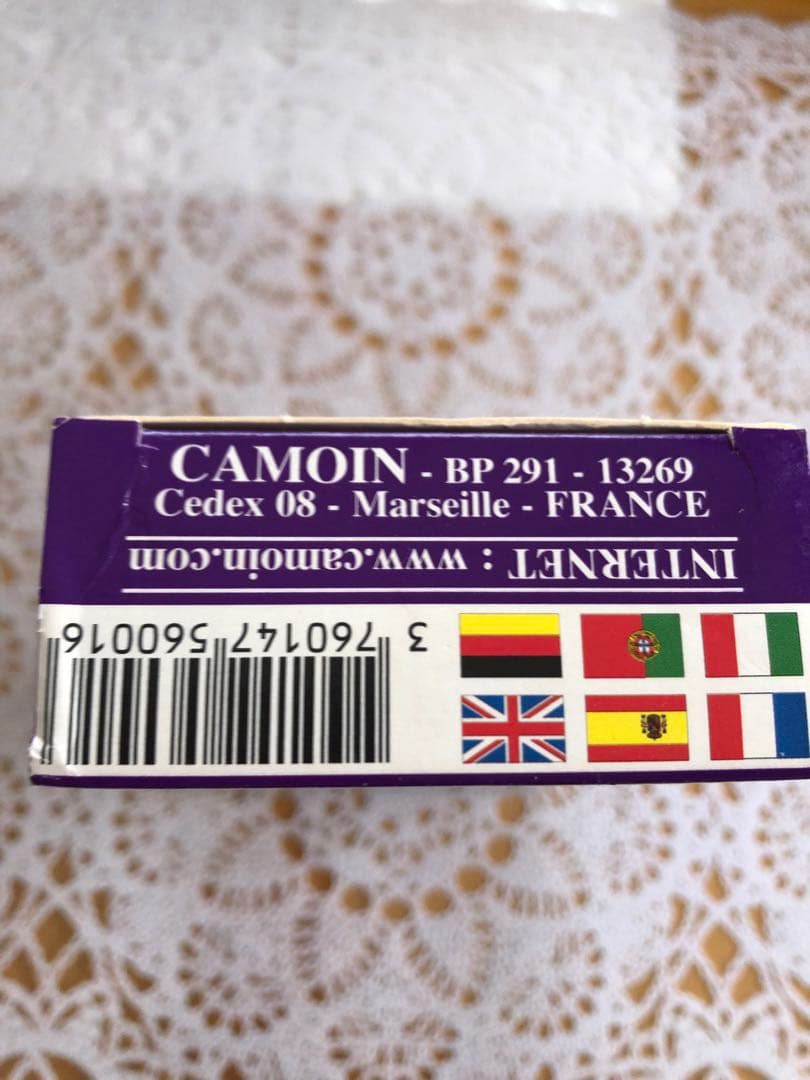 CAMOIN - BP 291 - 13269
Cedex 08 - Marseille - FRANCE
INTERNET : www.camoin.com
3 760147 560016